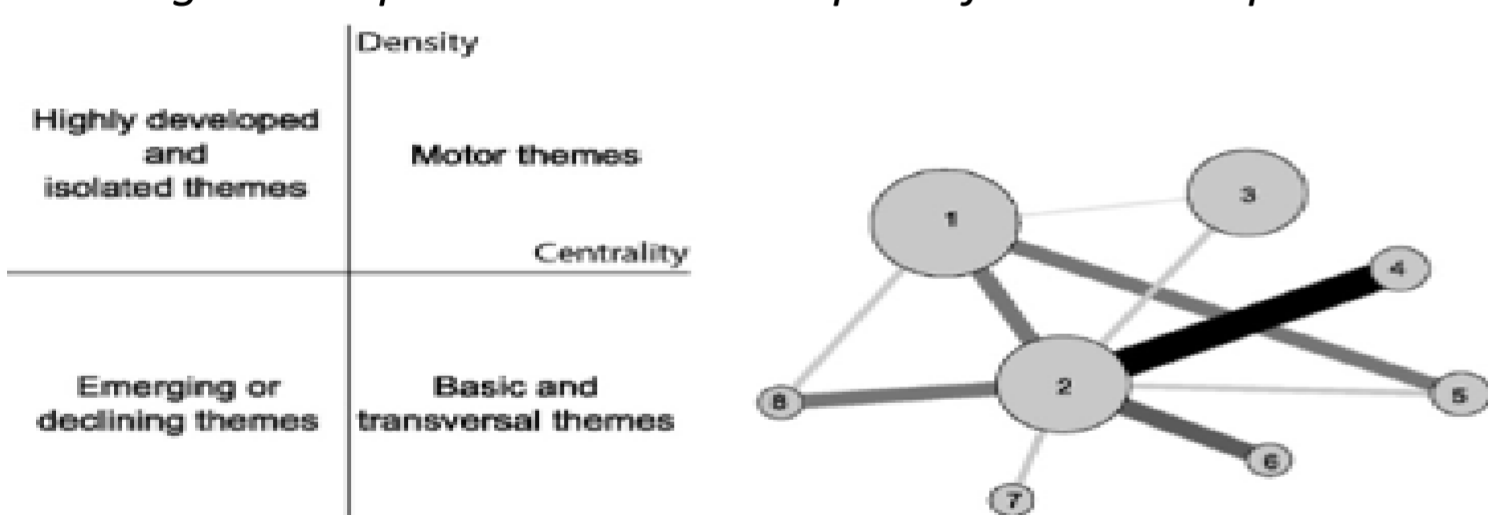 Density
Highly developed
and
isolated themes
Motor themes
Centrality
Emerging or
declining themes
Basic and
transversal themes
1
3
4
2
8
5
6
7